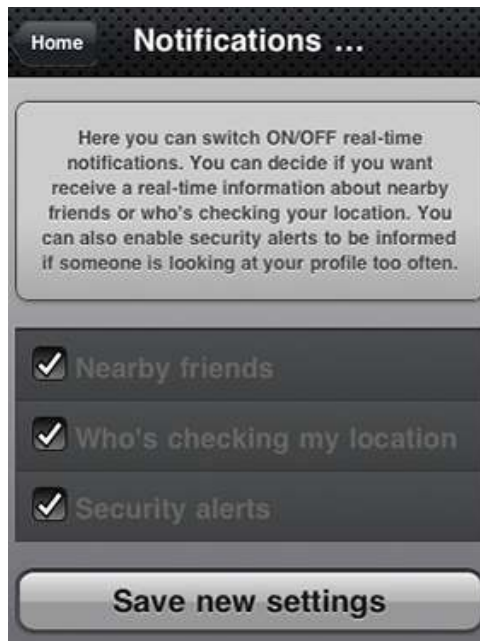 Home
Notifications ...
Here you can switch ON/OFF real-time
notifications. You can decide if you want
receive a real-time information about nearby
friends or who's checking your location. You
can also enable security alerts to be informed
if someone is looking at your profile too often.
Nearby friends
Who's checking my location
Security alerts
Save new settings